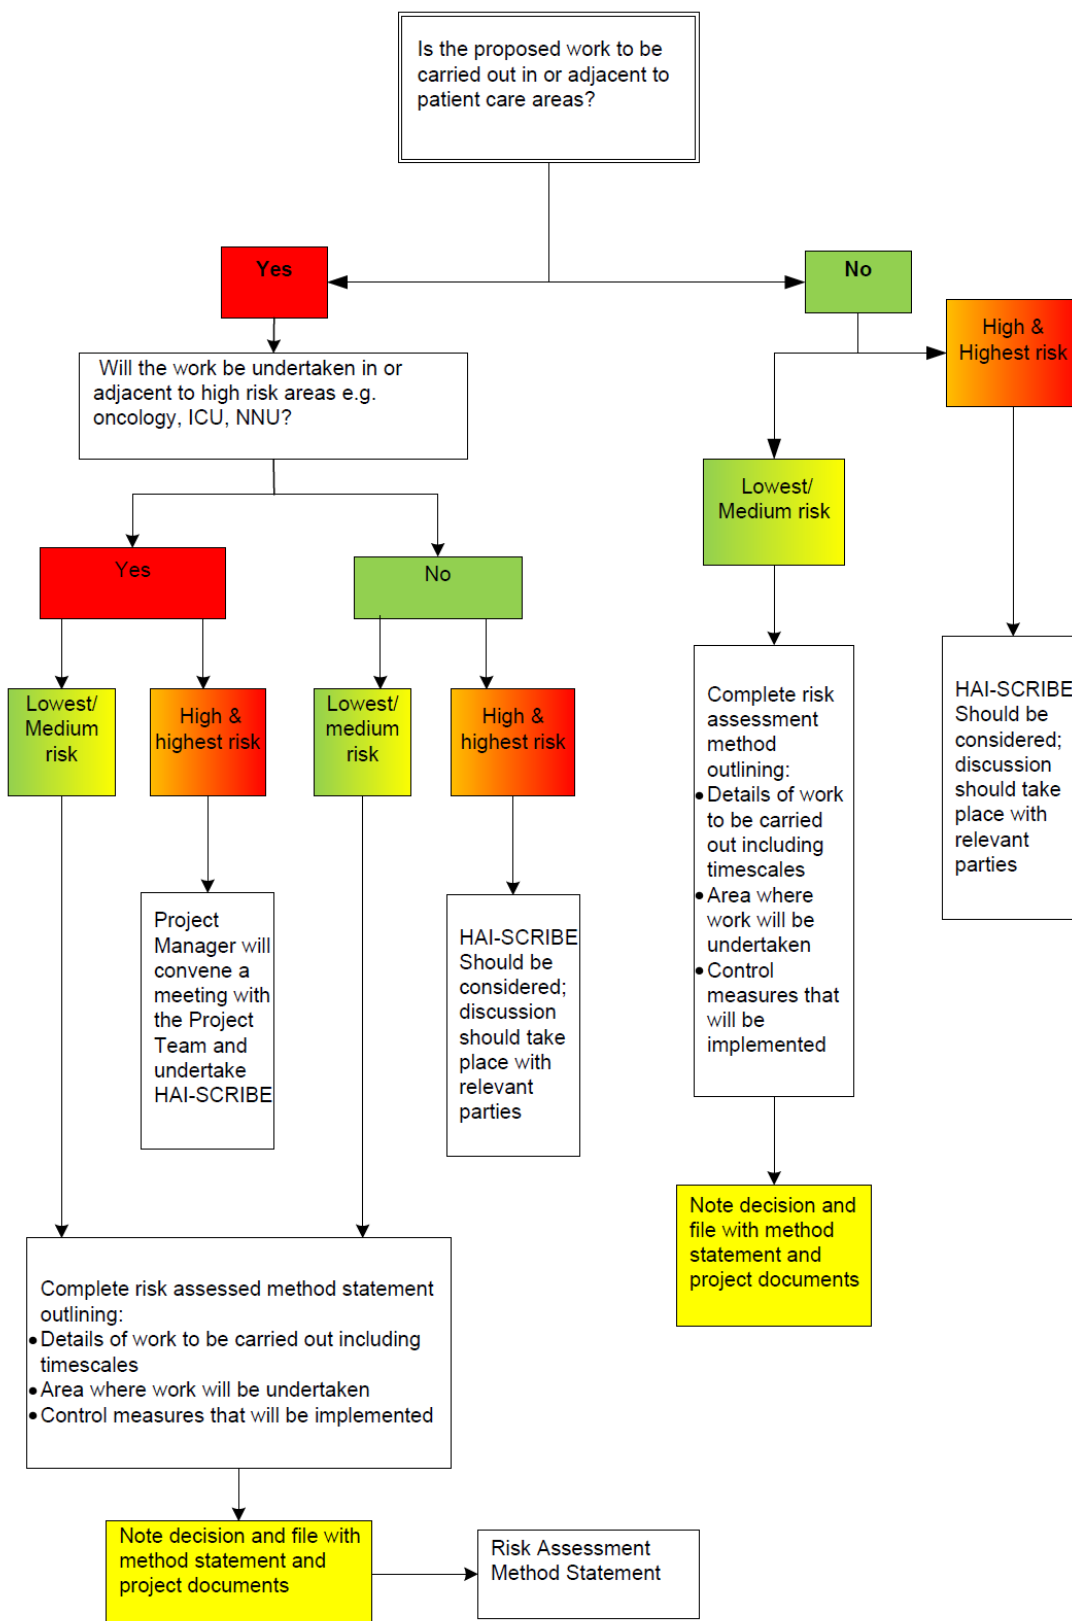 Is the proposed work to be
carried out in or adjacent to
patient care areas?
Yes
No
High &
Highest risk
Will the work be undertaken in or
adjacent to high risk areas e.g.
oncology, ICU, NNU?
Lowest/
Medium risk
Yes
No
Lowest/
Medium
risk
High &
highest risk
Lowest/
medium
risk
High &
highest risk
Complete risk
assessment
method
outlining:
• Details of work
to be carried
out including
timescales
• Area where
work will be
undertaken
• Control
measures that
will be
implemented
HAI-SCRIBE
Should be
considered;
discussion
should take
place with
relevant
parties
Project
Manager will
convene a
meeting with
the Project
Team and
undertake
HAI-SCRIBE
HAI-SCRIBE
Should be
considered;
discussion
should take
place with
relevant
parties
Note decision and
file with method
statement and
project documents
Complete risk assessed method statement
outlining:
• Details of work to be carried out including
timescales
• Area where work will be undertaken
• Control measures that will be implemented
Note decision and file with
method statement and
project documents
Risk Assessment
Method Statement